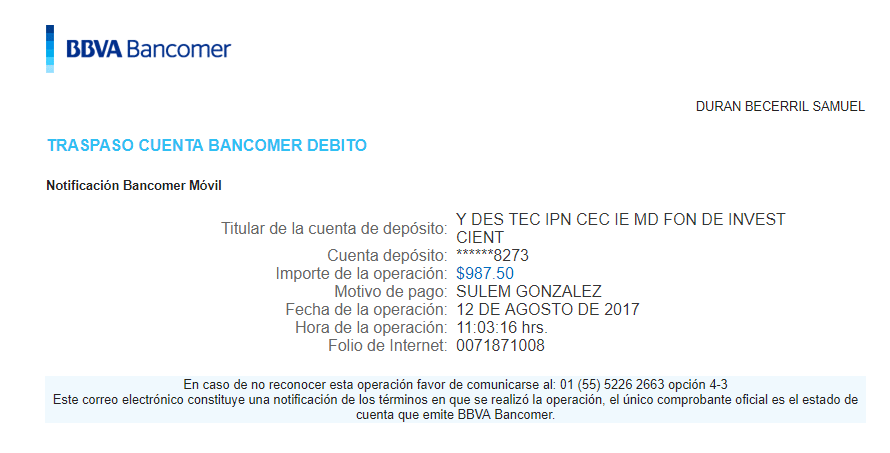 BBVA Bancomer
DURAN BECERRIL SAMUEL
TRASPASO CUENTA BANCOMER DEBITO
Notificación Bancomer Móvil
Titular de la cuenta de depósito: Y DES TEC IPN CEC IE MD FON DE INVEST
CIENT
Cuenta depósito: ******8273
Importe de la operación: $987.50
Motivo de pago: SULEM GONZALEZ
Fecha de la operación: 12 DE AGOSTO DE 2017
Hora de la operación: 11:03:16 hrs.
Folio de Internet: 0071871008
En caso de no reconocer esta operación favor de comunicarse al: 01 (55) 5226 2663 opción 4-3
Este correo electrónico constituye una notificación de los términos en que se realizó la operación, el único comprobante oficial es el estado de
cuenta que emite BBVA Bancomer.